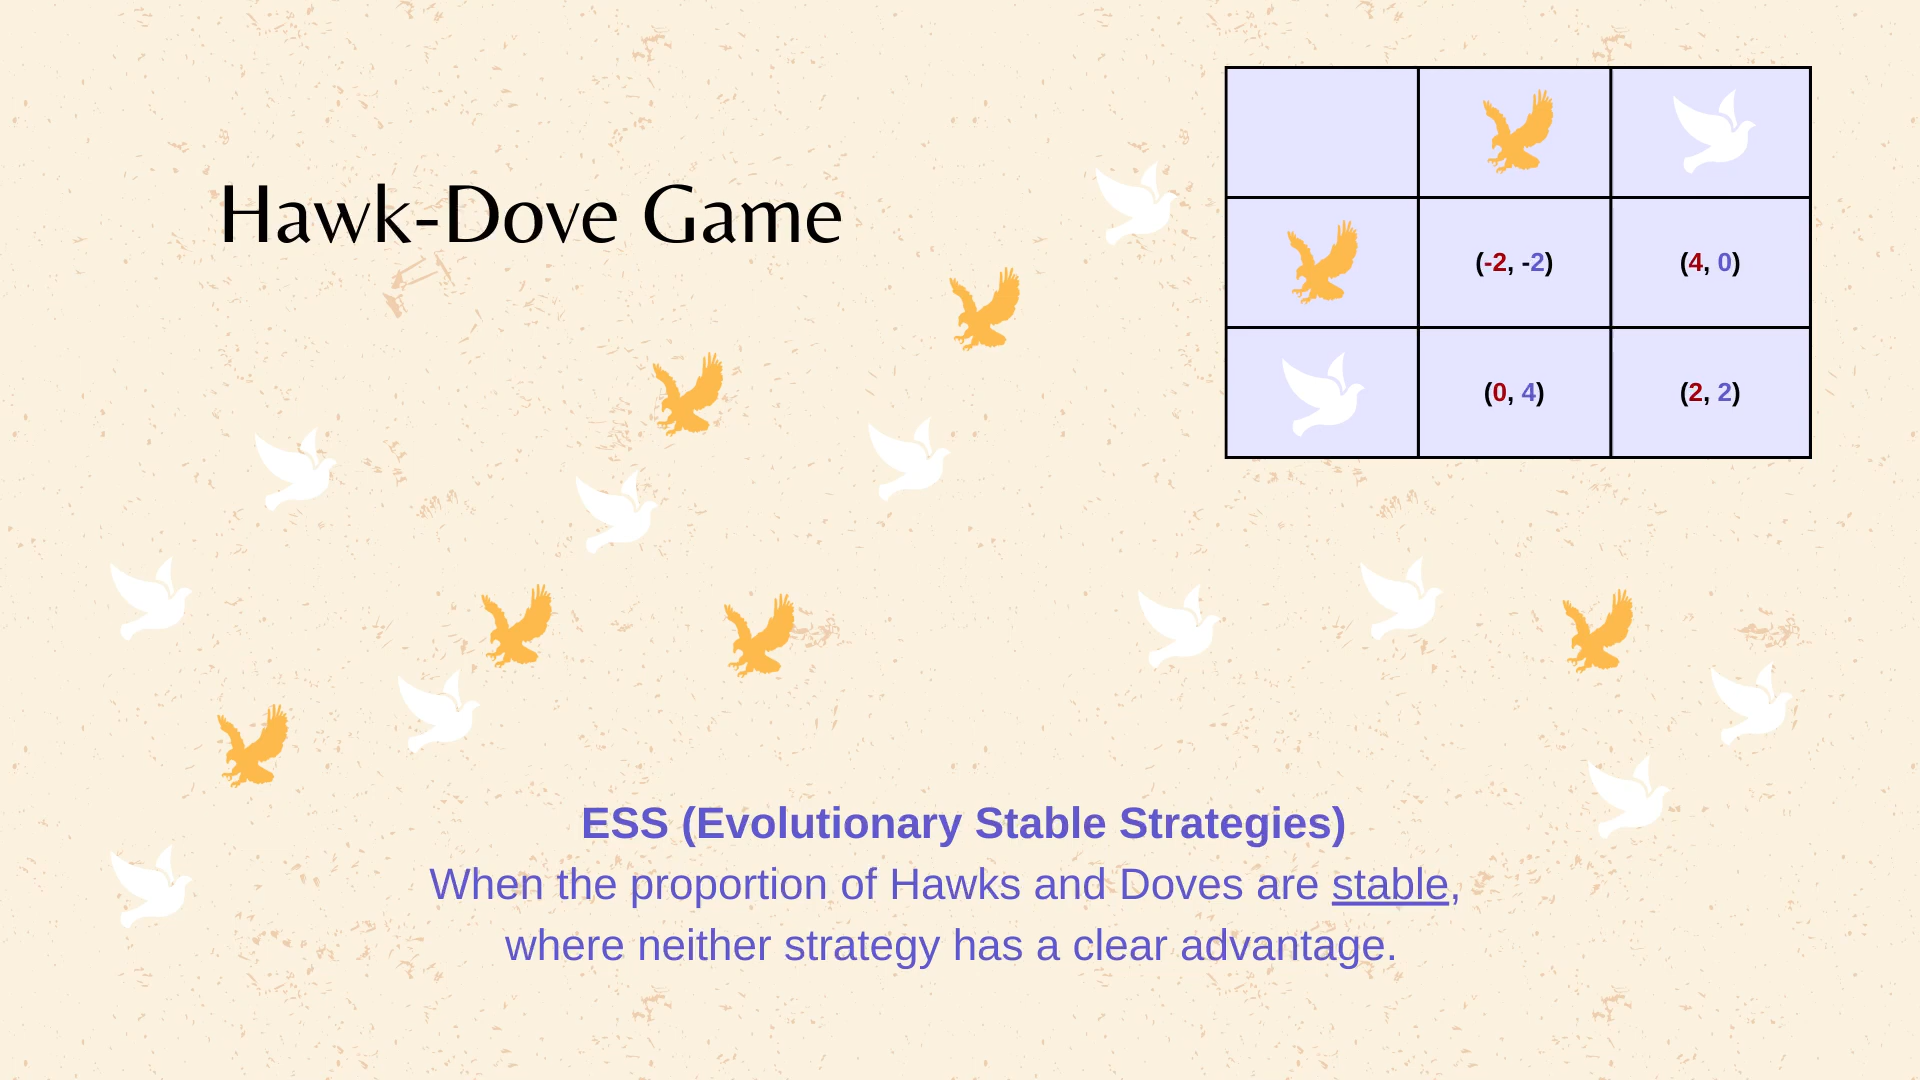 Hawk-Dove Game
(-2, -2) (4, 0)
(0, 4) (2, 2)
ESS (Evolutionary Stable Strategies)
When the proportion of Hawks and Doves are stable,
where neither strategy has a clear advantage.